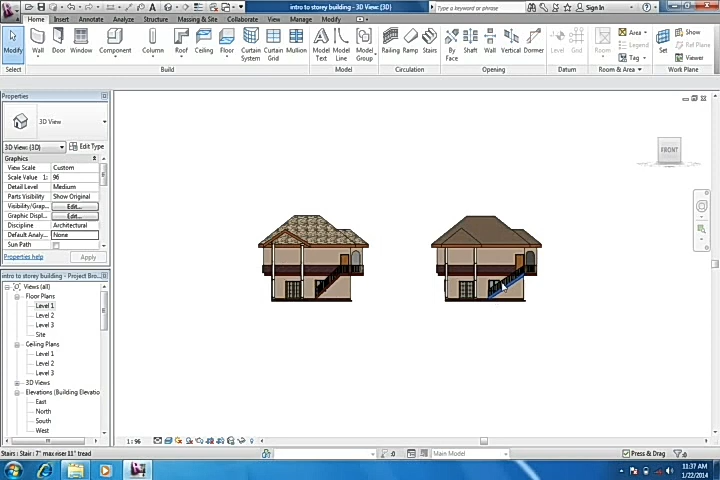 intro to storey building - 3D View: {3D}
Type a keyword or phrase
Sign In
Home Insert Annotate Analyze Structure Massing & Site Collaborate View Manage Modify
Modify Wall Door Window Component Column Roof Ceiling Floor Curtain System Curtain Grid Mullion Model Text Model Line Model Group Railing Ramp Stairs By Face Shaft Wall Vertical Dormer Level Grid Room Area Legend Tag Set Show Ref Plane Viewer
Select Build Model Circulation Opening Datum Room & Area Work Plane
Properties
3D View
3D View: {3D} Edit Type
Graphics
View Scale Custom
Scale Value 1: 96
Detail Level Medium
Parts Visibility Show Original
Visibility/Grap... Edit...
Graphic Displ... Edit...
Discipline Architectural
Default Analy... None
Sun Path
Properties help Apply
intro to storey building - Project Bro...
Views (all)
Floor Plans
Level 1
Level 2
Level 3
Site
Ceiling Plans
Level 1
Level 2
Level 3
3D Views
Elevations (Building Elevatio
East
North
South
West
FRONT
1 : 96
Stairs : Stair : 7" max riser 11" tread
:0
Main Model
Press & Drag
:0
11:37 AM
1/22/2014